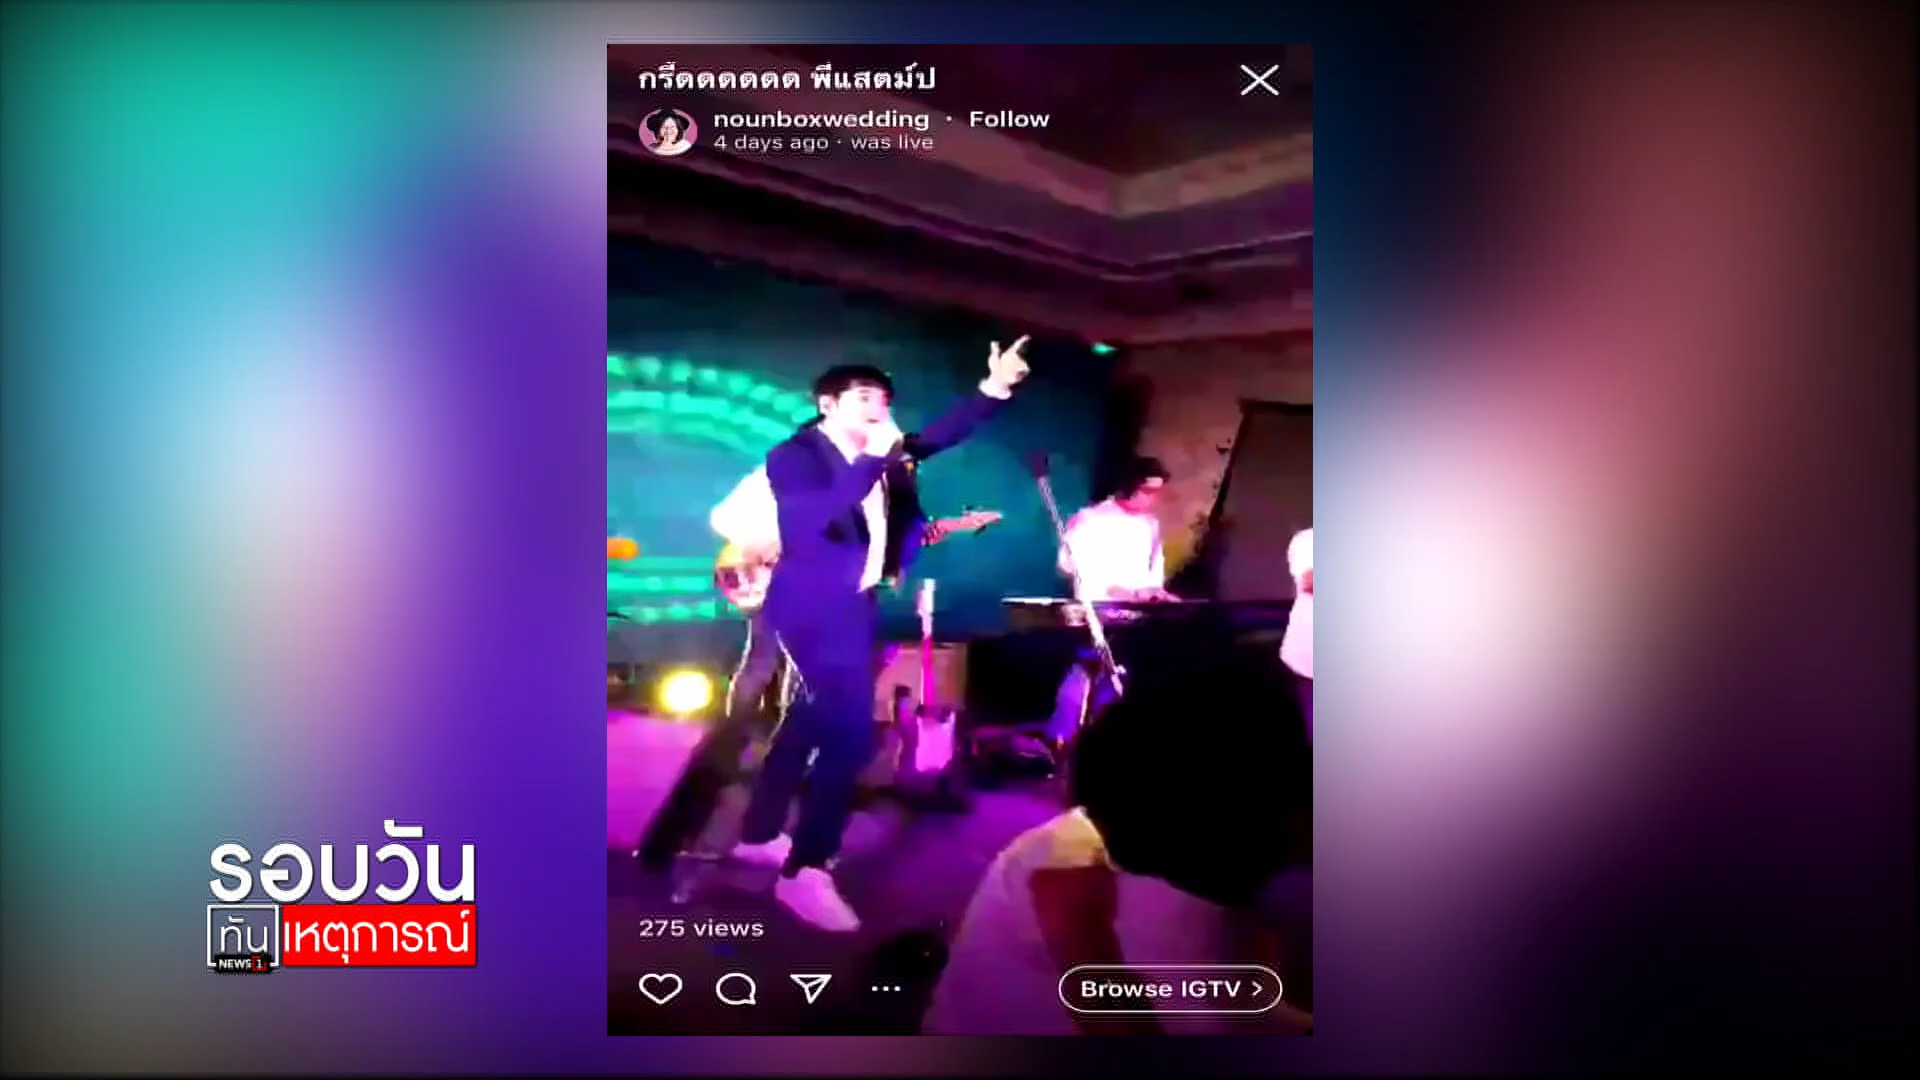 กรี๊ดดดดดด พี่แสตมป์
nounboxwedding · Follow
4 days ago · was live
275 views
Browse IGTV >
รอบวัน
ทันเหตุการณ์
NEWS 1